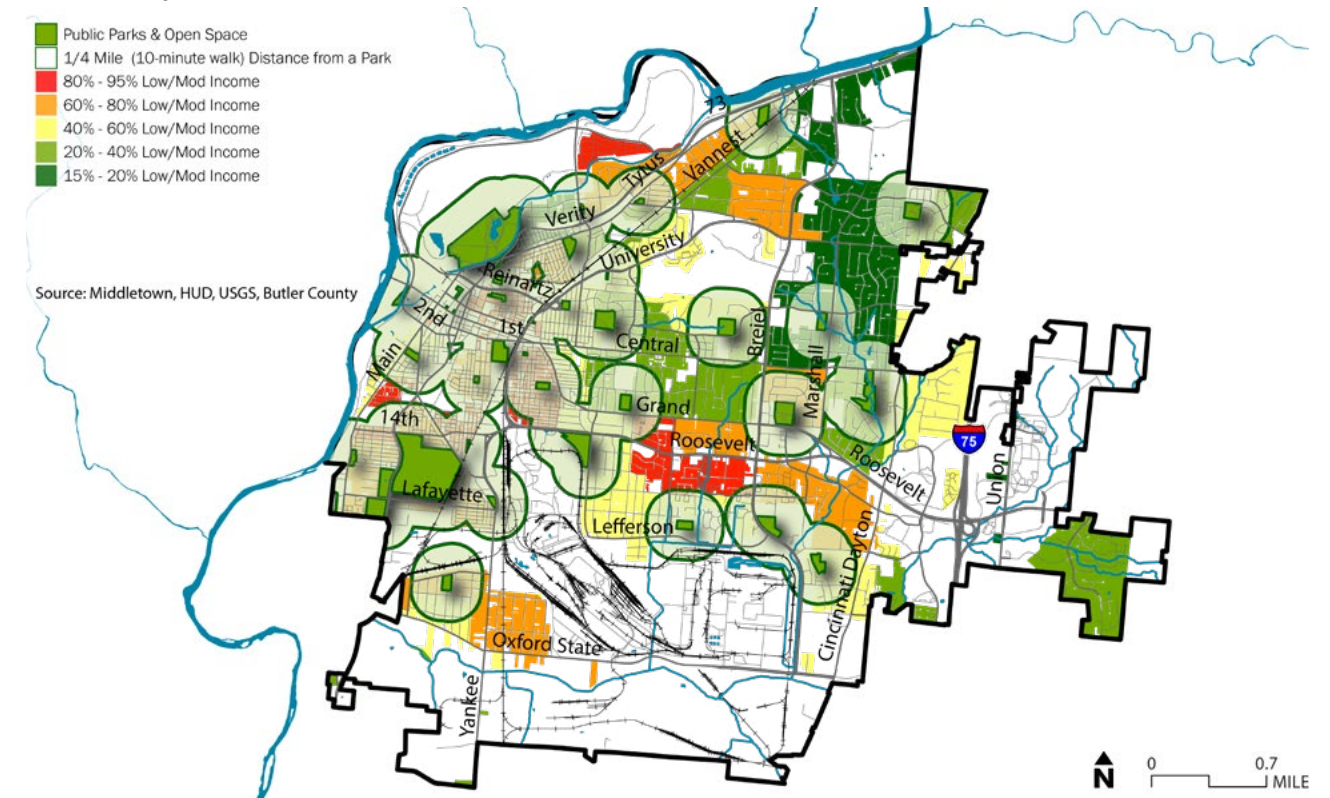 Public Parks & Open Space
1/4 Mile (10-minute walk) Distance from a Park
80% - 95% Low/Mod Income
60% - 80% Low/Mod Income
40% - 60% Low/Mod Income
20% - 40% Low/Mod Income
15% - 20% Low/Mod Income
Source: Middletown, HUD, USGS, Butler County
73
Tytus
Vannest
Verity
University
Reinartz
2nd
1st
Central
Breiel
Main
Marshall
14th
Grand
Roosevelt
Roosevelt
75
Union
Lafayette
Lefferson
Cincinnati Dayton
Oxford State
Yankee
N
0
0.7
MILE